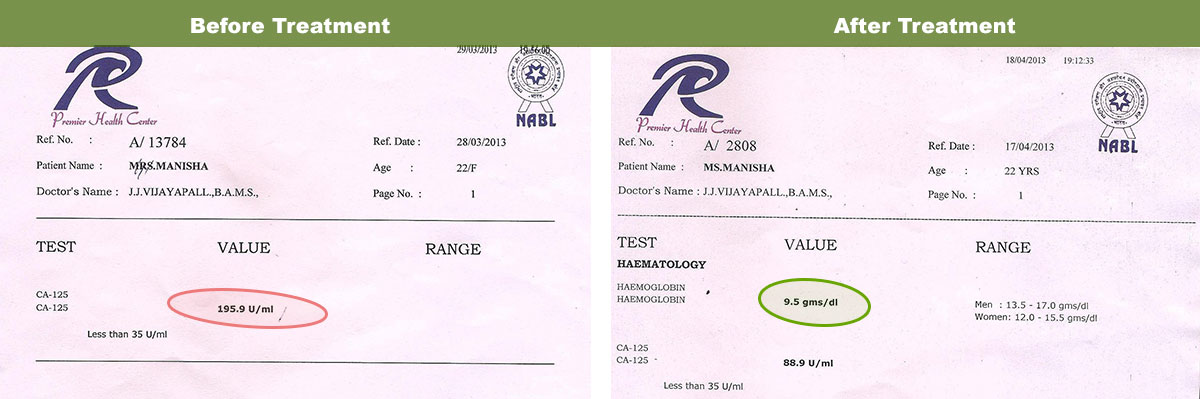 Before Treatment
29/03/2013 19:56:00
Premier Health Center
NABL
Ref. No. : A/ 13784
Ref. Date : 28/03/2013
Patient Name : MRS.MANISHA
Age : 22/F
Doctor's Name : J.J.VIJAYAPALL.,B.A.M.S.,
Page No. : 1
TEST VALUE RANGE
CA-125
CA-125 195.9 U/ml
Less than 35 U/ml
After Treatment
18/04/2013 19:12:33
Premier Health Center
NABL
Ref. No. : A/ 2808
Ref. Date : 17/04/2013
Patient Name : MS.MANISHA
Age : 22 YRS
Doctor's Name : J.J.VIJAYAPALL.,B.A.M.S.,
Page No. : 1
TEST VALUE RANGE
HAEMATOLOGY
HAEMOGLOBIN
HAEMOGLOBIN 9.5 gms/dl
Men : 13.5 - 17.0 gms/dl
Women: 12.0 - 15.5 gms/dl
CA-125
CA-125 88.9 U/ml
Less than 35 U/ml